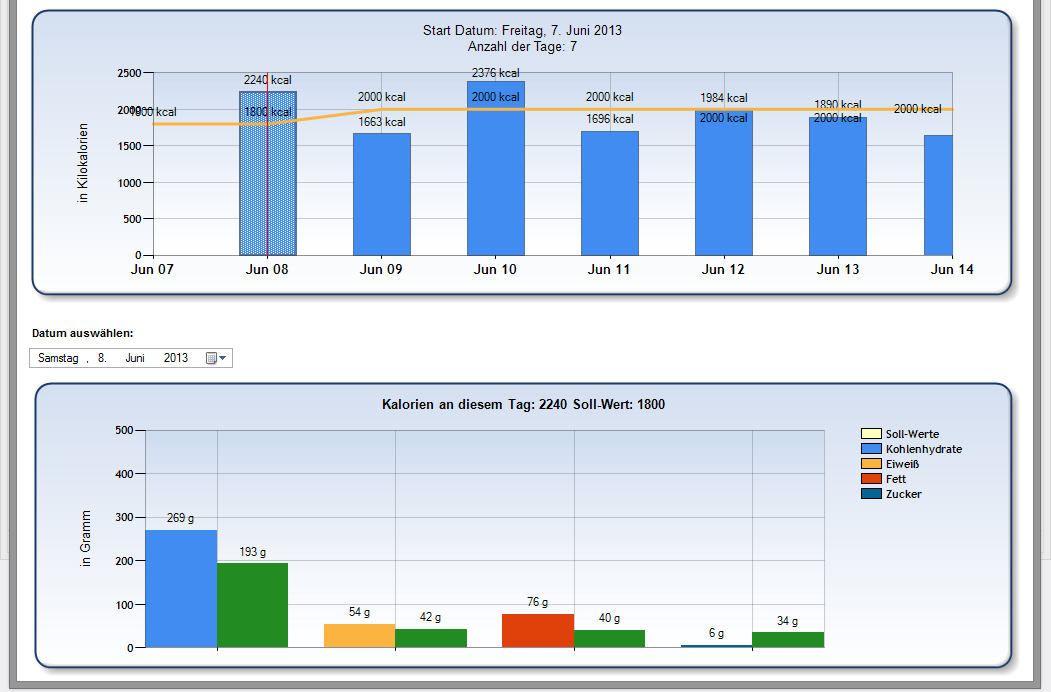 Start Datum: Freitag, 7. Juni 2013
Anzahl der Tage: 7
in Kilokalorien
2500
2000
1500
1000
500
0
2240 kcal
1800 kcal
2000 kcal
1663 kcal
2376 kcal
2000 kcal
2000 kcal
1696 kcal
1984 kcal
2000 kcal
1890 kcal
2000 kcal
2000 kcal
Jun 07 Jun 08 Jun 09 Jun 10 Jun 11 Jun 12 Jun 13 Jun 14
Datum auswählen:
Samstag , 8. Juni 2013
Kalorien an diesem Tag: 2240 Soll-Wert: 1800
in Gramm
500
400
300
200
100
0
269 g
193 g
54 g
42 g
76 g
40 g
6 g
34 g
Soll-Werte
Kohlenhydrate
Eiweiß
Fett
Zucker